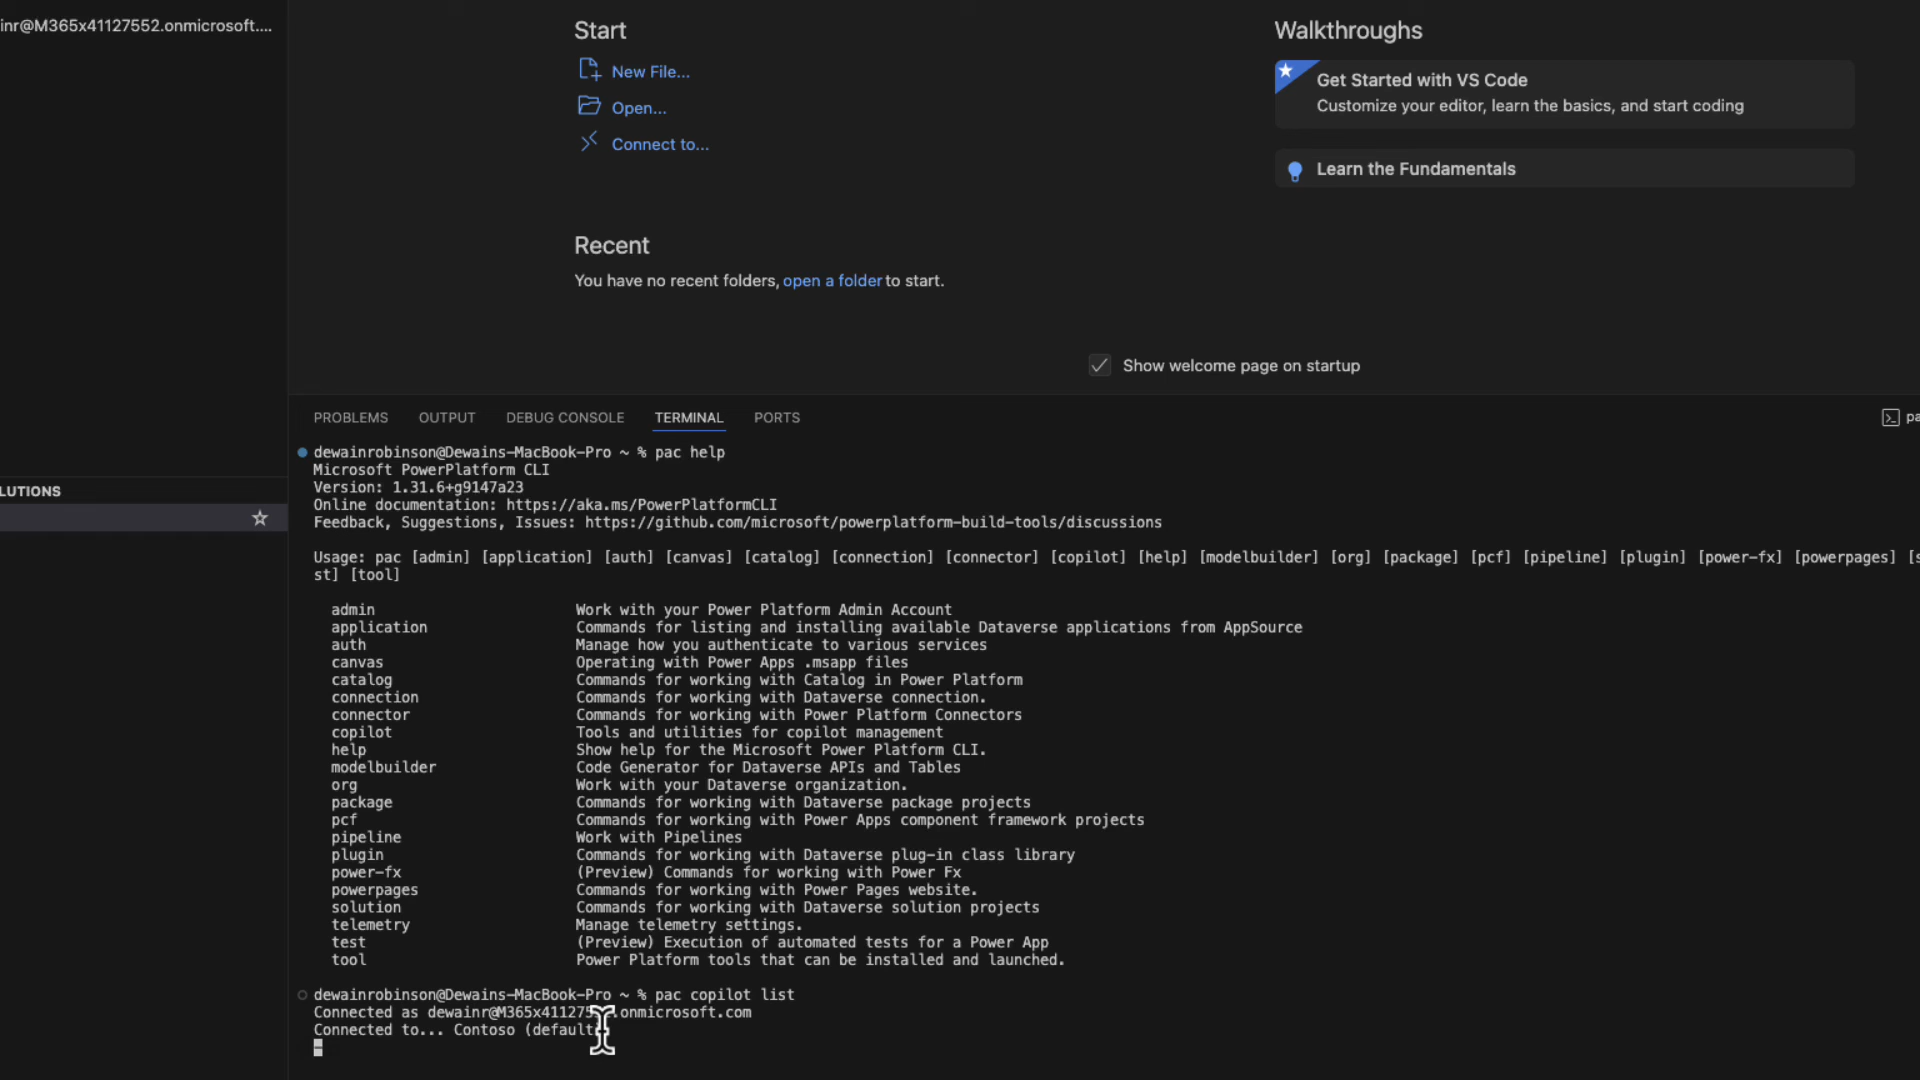 inr@M365x41127552.onmicrosoft....
Start
New File...
Open...
Connect to...
Recent
You have no recent folders, open a folder to start.
Walkthroughs
Get Started with VS Code
Customize your editor, learn the basics, and start coding
Learn the Fundamentals
Show welcome page on startup
LUTIONS
PROBLEMS OUTPUT DEBUG CONSOLE TERMINAL PORTS
dewainrobinson@Dewains-MacBook-Pro ~ % pac help
Microsoft PowerPlatform CLI
Version: 1.31.6+g9147a23
Online documentation: https://aka.ms/PowerPlatformCLI
Feedback, Suggestions, Issues: https://github.com/microsoft/powerplatform-build-tools/discussions
Usage: pac [admin] [application] [auth] [canvas] [catalog] [connection] [connector] [copilot] [help] [modelbuilder] [org] [package] [pcf] [pipeline] [plugin] [power-fx] [powerpages] [s
st] [tool]
admin Work with your Power Platform Admin Account
application Commands for listing and installing available Dataverse applications from AppSource
auth Manage how you authenticate to various services
canvas Operating with Power Apps .msapp files
catalog Commands for working with Catalog in Power Platform
connection Commands for working with Dataverse connection.
connector Commands for working with Power Platform Connectors
copilot Tools and utilities for copilot management
help Show help for the Microsoft Power Platform CLI.
modelbuilder Code Generator for Dataverse APIs and Tables
org Work with your Dataverse organization.
package Commands for working with Dataverse package projects
pcf Commands for working with Power Apps component framework projects
pipeline Work with Pipelines
plugin Commands for working with Dataverse plug-in class library
power-fx (Preview) Commands for working with Power Fx
powerpages Commands for working with Power Pages website.
solution Commands for working with Dataverse solution projects
telemetry Manage telemetry settings.
test (Preview) Execution of automated tests for a Power App
tool Power Platform tools that can be installed and launched.
dewainrobinson@Dewains-MacBook-Pro ~ % pac copilot list
Connected as
Connected to... Contoso (default